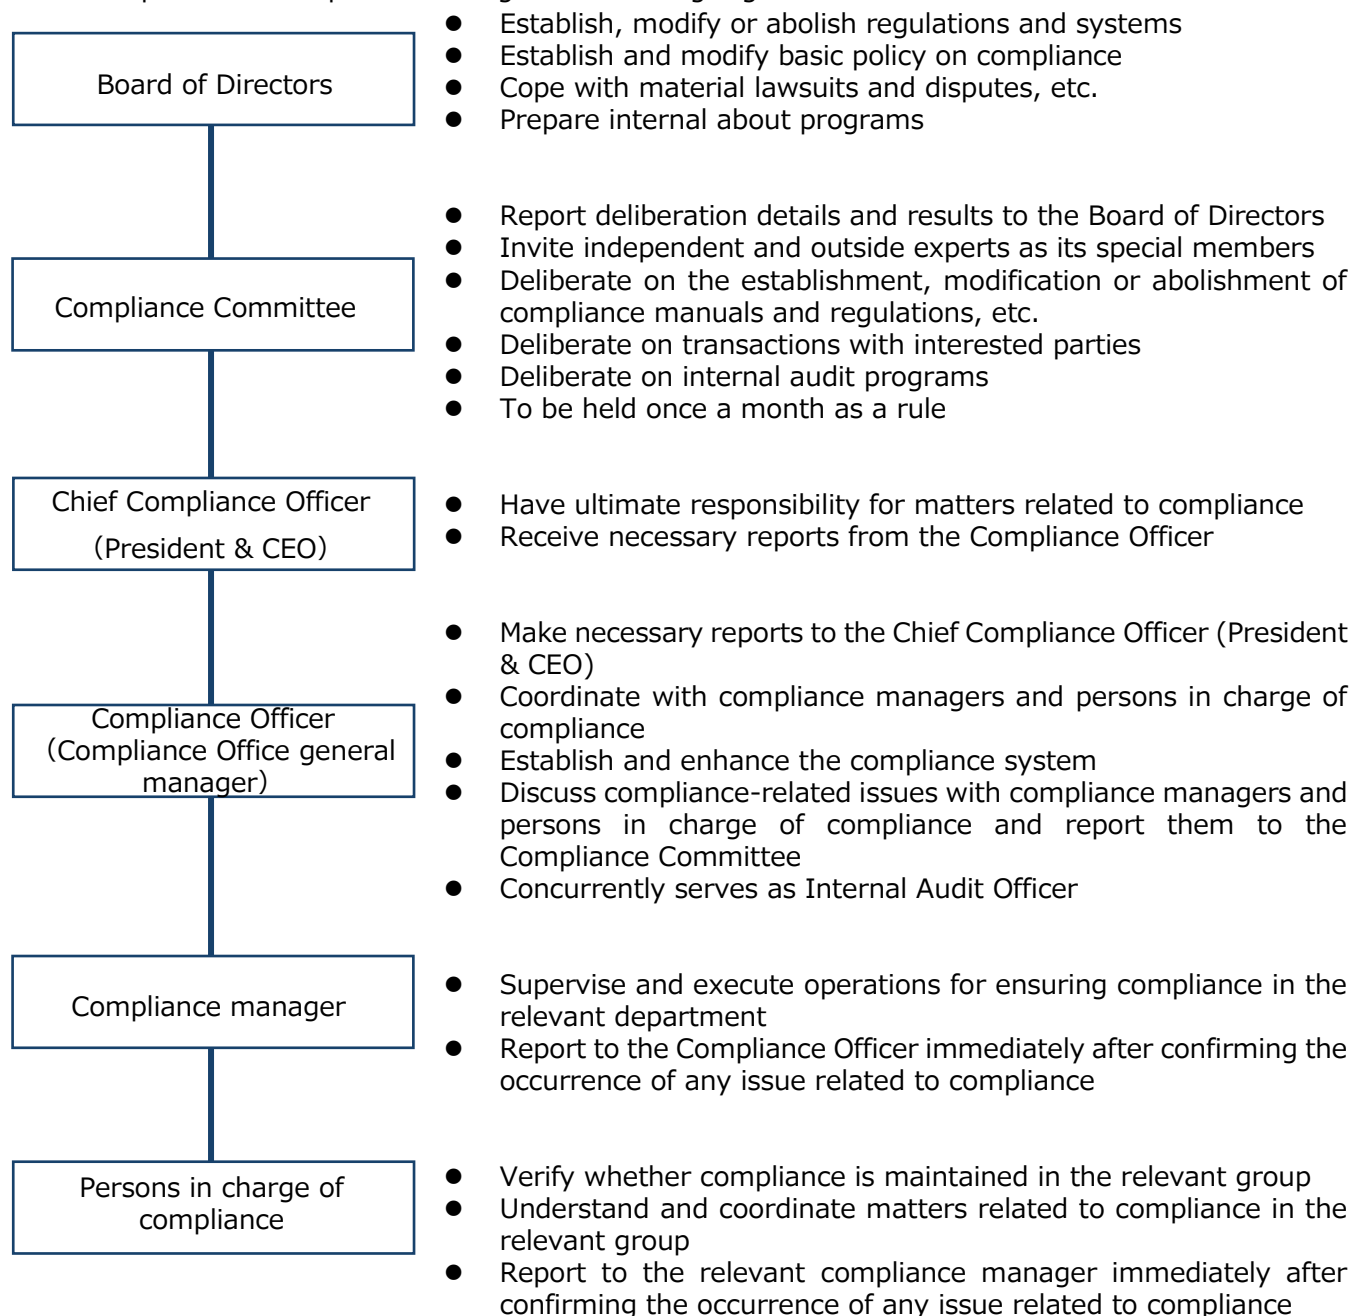 Board of Directors
● Establish, modify or abolish regulations and systems
● Establish and modify basic policy on compliance
● Cope with material lawsuits and disputes, etc.
● Prepare internal about programs
Compliance Committee
● Report deliberation details and results to the Board of Directors
● Invite independent and outside experts as its special members
● Deliberate on the establishment, modification or abolishment of
compliance manuals and regulations, etc.
● Deliberate on transactions with interested parties
● Deliberate on internal audit programs
● To be held once a month as a rule
Chief Compliance Officer
（President & CEO）
● Have ultimate responsibility for matters related to compliance
● Receive necessary reports from the Compliance Officer
Compliance Officer
（Compliance Office general
manager）
● Make necessary reports to the Chief Compliance Officer (President
& CEO)
● Coordinate with compliance managers and persons in charge of
compliance
● Establish and enhance the compliance system
● Discuss compliance-related issues with compliance managers and
persons in charge of compliance and report them to the
Compliance Committee
● Concurrently serves as Internal Audit Officer
Compliance manager
● Supervise and execute operations for ensuring compliance in the
relevant department
● Report to the Compliance Officer immediately after confirming the
occurrence of any issue related to compliance
Persons in charge of
compliance
● Verify whether compliance is maintained in the relevant group
● Understand and coordinate matters related to compliance in the
relevant group
● Report to the relevant compliance manager immediately after
confirming the occurrence of any issue related to compliance